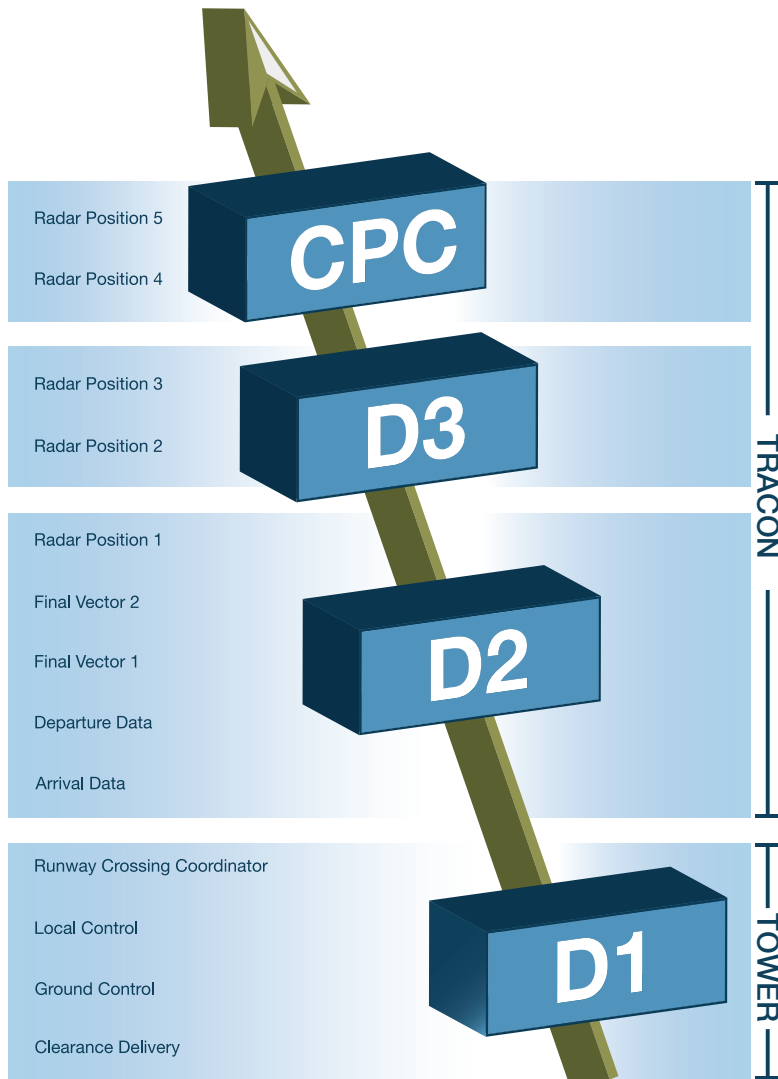 Radar Position 5
CPC
Radar Position 4
Radar Position 3
D3
Radar Position 2
TRACON
Radar Position 1
Final Vector 2
Final Vector 1
D2
Departure Data
Arrival Data
Runway Crossing Coordinator
Local Control
D1
TOWER
Ground Control
Clearance Delivery